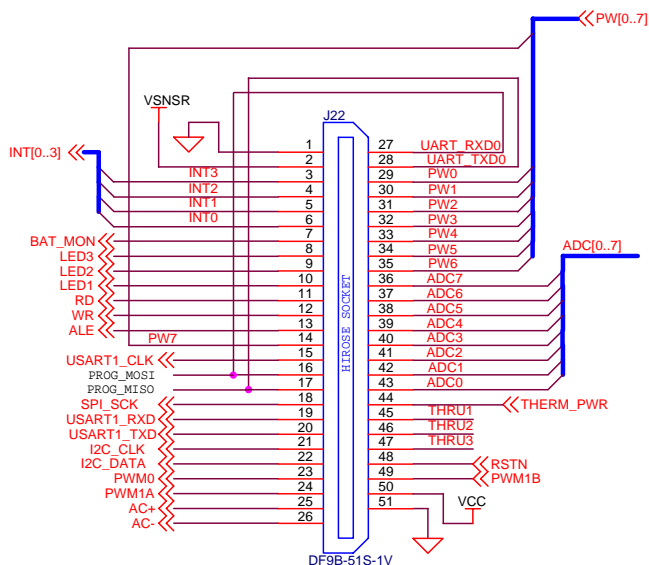 PW[0..7]
VSNSR
J22
INT[0..3]
1
27
UART_RXD0
2
28
UART_TXD0
INT3
3
29
PW0
INT2
4
30
PW1
INT1
5
31
PW2
INT0
6
32
PW3
BAT_MON
7
33
PW4
LED3
8
34
PW5
ADC[0..7]
LED2
9
35
PW6
LED1
10
36
ADC7
RD
11
37
ADC6
WR
12
38
ADC5
ALE
13
39
ADC4
PW7
14
40
ADC3
USART1_CLK
15
41
ADC2
PROG_MOSI
16
42
ADC1
PROG_MISO
17
43
ADC0
SPI_SCK
18
44
THERM_PWR
USART1_RXD
19
45
THRU1
USART1_TXD
20
46
THRU2
I2C_CLK
21
47
THRU3
I2C_DATA
22
48
RSTN
PWM0
23
49
PWM1B
PWM1A
24
50
VCC
AC+
25
51
AC-
26
HIROSE SOCKET
DF9B-51S-1V